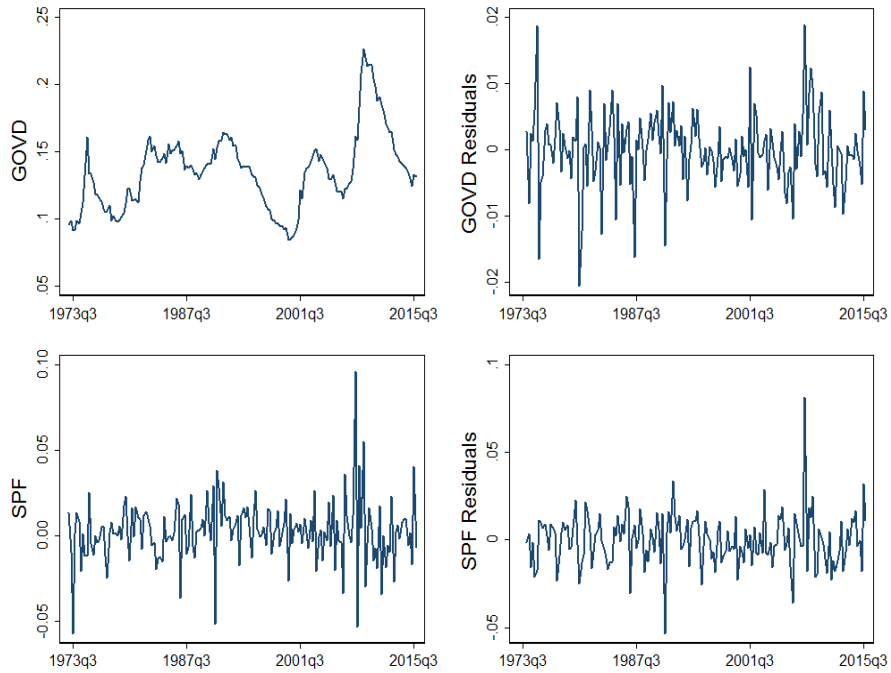 GOVD
.25
.2
.15
.1
.05
1973q3 1987q3 2001q3 2015q3
GOVD Residuals
.02
.01
0
-.01
-.02
1973q3 1987q3 2001q3 2015q3
SPF
0.10
0.05
0.00
-0.05
1973q3 1987q3 2001q3 2015q3
SPF Residuals
.1
.05
0
-.05
1973q3 1987q3 2001q3 2015q3